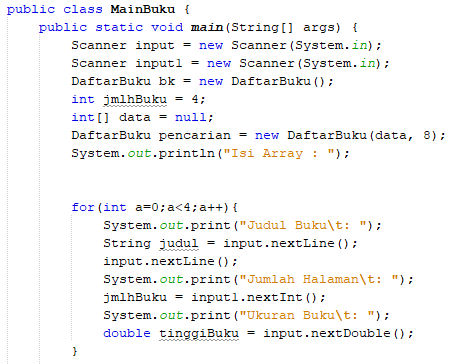 public class MainBuku {
public static void main(String[] args) {
Scanner input = new Scanner(System.in);
Scanner input1 = new Scanner(System.in);
DaftarBuku bk = new DaftarBuku();
int jmlhBuku = 4;
int[] data = null;
DaftarBuku pencarian = new DaftarBuku(data, 8);
System.out.println("Isi Array : ");
for(int a=0;a<4;a++){
System.out.print("Judul Buku\t: ");
String judul = input.nextLine();
input.nextLine();
System.out.print("Jumlah Halaman\t: ");
jmlhBuku = input1.nextInt();
System.out.print("Ukuran Buku\t: ");
double tinggiBuku = input.nextDouble();
}